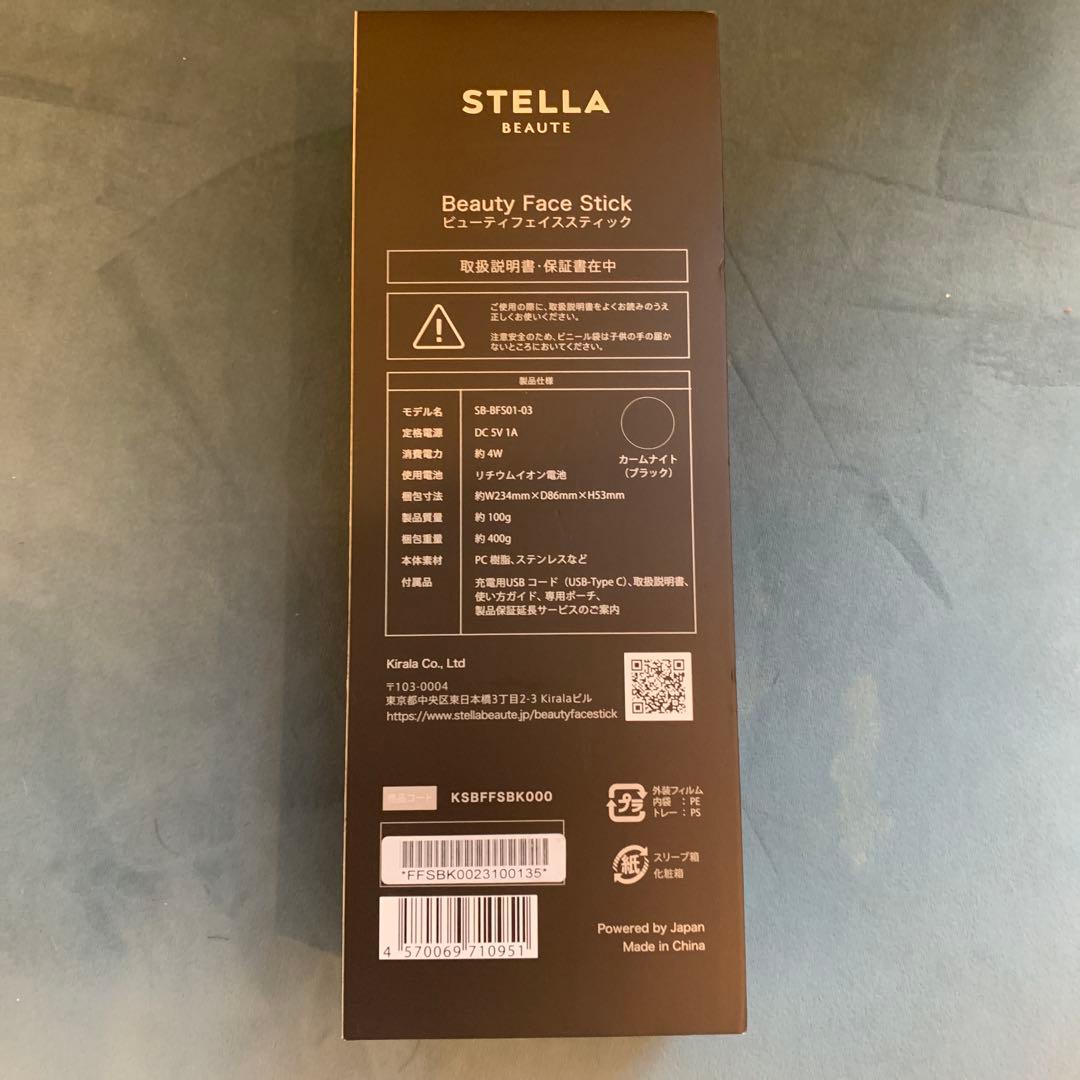 STELLA
BEAUTE
Beauty Face Stick
ビューティフェイススティック
取扱説明書・保証書在中
ご使用の際に、取扱説明書をよくお読みのうえ
正しくお使いください。
注意安全のため、ビニール袋は子供の手の届か
ないところにおいてください。
製品仕様
モデル名 SB-BFS01-03
定格電源 DC 5V 1A
消費電力 約 4W
使用電池 リチウムイオン電池
梱包寸法 約W234mm×D86mm×H53mm
製品質量 約 100g
梱包重量 約 400g
本体素材 PC 樹脂、ステンレスなど
付属品 充電用USB コード（USB-Type C）、取扱説明書、
使い方ガイド、専用ポーチ、
製品保証延長サービスのご案内
カームナイト
（ブラック）
Kirala Co., Ltd
〒103-0004
東京都中央区東日本橋3丁目2-3 Kiralaビル
https://www.stellabeaute.jp/beautyfacestick
商品コード KSBFFSBK000
*FFSBK0023100135*
4 570069 710951
プラ
外装フィルム
内袋 : PE
トレー : PS
紙
スリーブ箱
化粧箱
Powered by Japan
Made in China